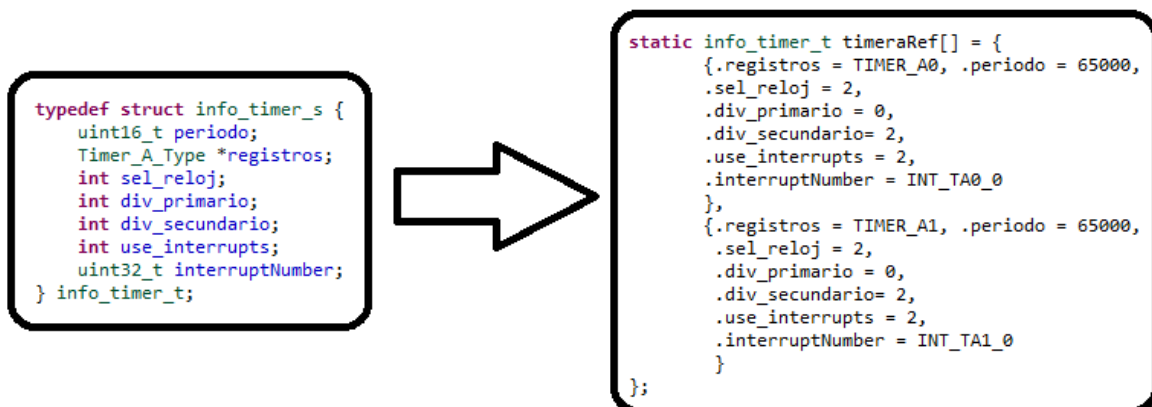 typedef struct info_timer_s {
uint16_t periodo;
Timer_A_Type *registros;
int sel_reloj;
int div_primario;
int div_secundario;
int use_interrupts;
uint32_t interruptNumber;
} info_timer_t;
static info_timer_t timeraRef[] = {
{.registros = TIMER_A0, .periodo = 65000,
.sel_reloj = 2,
.div_primario = 0,
.div_secundario= 2,
.use_interrupts = 2,
.interruptNumber = INT_TA0_0
},
{.registros = TIMER_A1, .periodo = 65000,
.sel_reloj = 2,
.div_primario = 0,
.div_secundario= 2,
.use_interrupts = 2,
.interruptNumber = INT_TA1_0
}
};